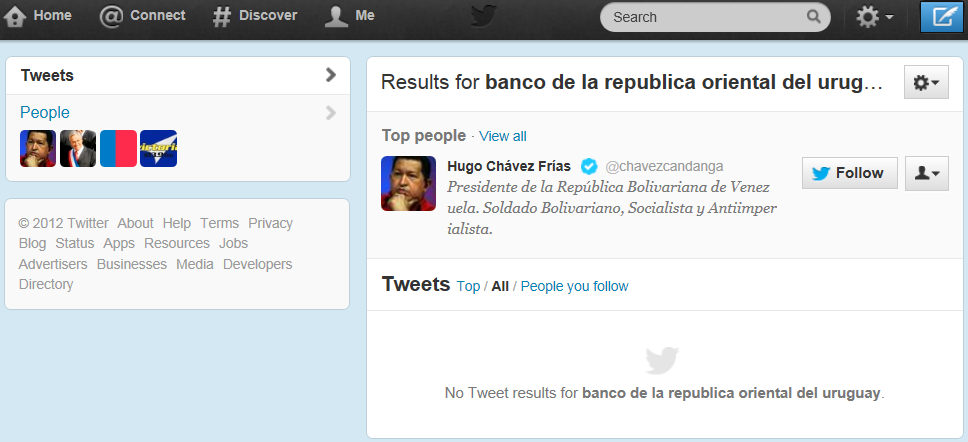 Home Connect Discover Me Search
Tweets
People
© 2012 Twitter About Help Terms Privacy
Blog Status Apps Resources Jobs
Advertisers Businesses Media Developers
Directory
Results for banco de la republica oriental del urug…
Top people · View all
Hugo Chávez Frías @chavezcandanga
Follow
Presidente de la República Bolivariana de Venez
uela. Soldado Bolivariano, Socialista y Antiimper
ialista.
Tweets Top / All / People you follow
No Tweet results for banco de la republica oriental del uruguay.